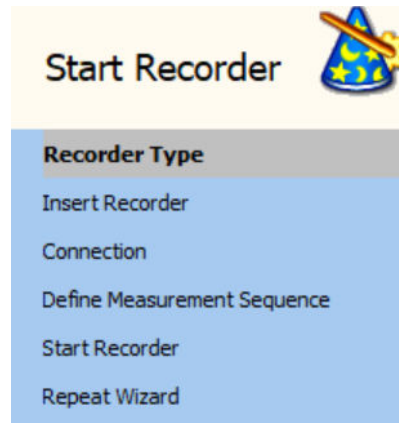 Start Recorder
Recorder Type
Insert Recorder
Connection
Define Measurement Sequence
Start Recorder
Repeat Wizard